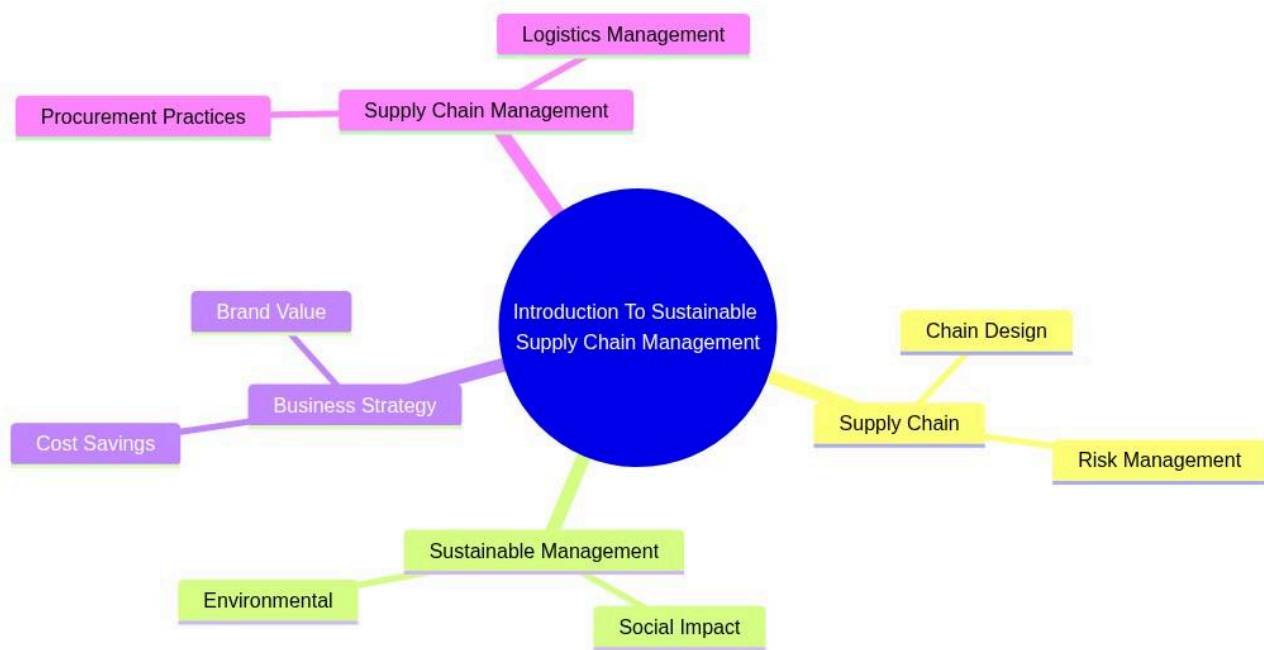 Logistics Management
Supply Chain Management
Procurement Practices
Introduction To Sustainable
Supply Chain Management
Brand Value
Business Strategy
Cost Savings
Chain Design
Supply Chain
Risk Management
Sustainable Management
Environmental
Social Impact